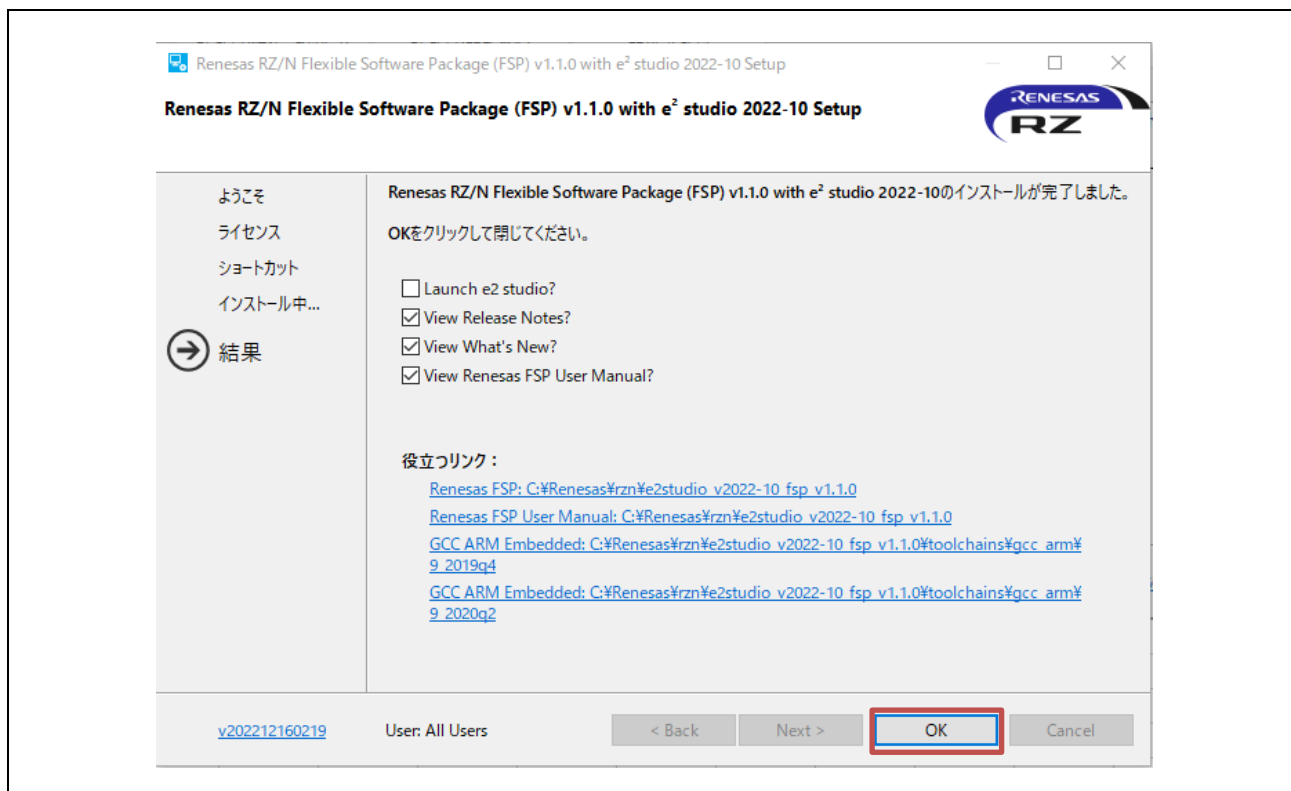 Renesas RZ/N Flexible Software Package (FSP) v1.1.0 with e² studio 2022-10 Setup
Renesas RZ/N Flexible Software Package (FSP) v1.1.0 with e² studio 2022-10 Setup
RENESAS
RZ
ようこそ
ライセンス
ショートカット
インストール中...
結果
Renesas RZ/N Flexible Software Package (FSP) v1.1.0 with e² studio 2022-10のインストールが完了しました。
OKをクリックして閉じてください。
Launch e2 studio?
View Release Notes?
View What's New?
View Renesas FSP User Manual?
役立つリンク：
Renesas FSP: C:¥Renesas¥rzn¥e2studio_v2022-10_fsp_v1.1.0
Renesas FSP User Manual: C:¥Renesas¥rzn¥e2studio_v2022-10_fsp_v1.1.0
GCC ARM Embedded: C:¥Renesas¥rzn¥e2studio_v2022-10_fsp_v1.1.0¥toolchains¥gcc_arm¥
9_2019q4
GCC ARM Embedded: C:¥Renesas¥rzn¥e2studio_v2022-10_fsp_v1.1.0¥toolchains¥gcc_arm¥
9_2020q2
v202212160219 User: All Users < Back Next > OK Cancel